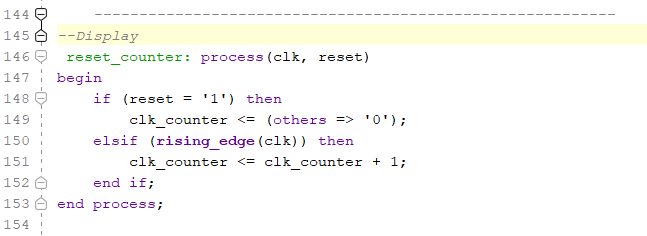 144 ----------------------------------------------------------
145 --Display
146 reset_counter: process(clk, reset)
147 begin
148 if (reset = '1') then
149 clk_counter <= (others => '0');
150 elsif (rising_edge(clk)) then
151 clk_counter <= clk_counter + 1;
152 end if;
153 end process;
154